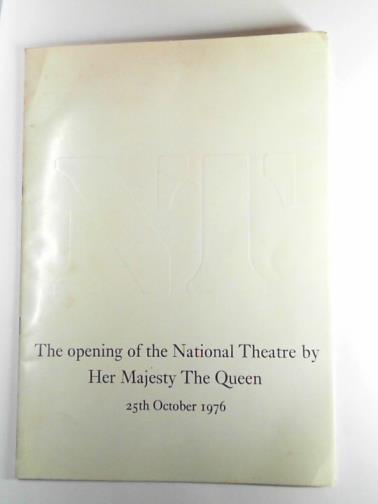 NT
The opening of the National Theatre by
Her Majesty The Queen
25th October 1976